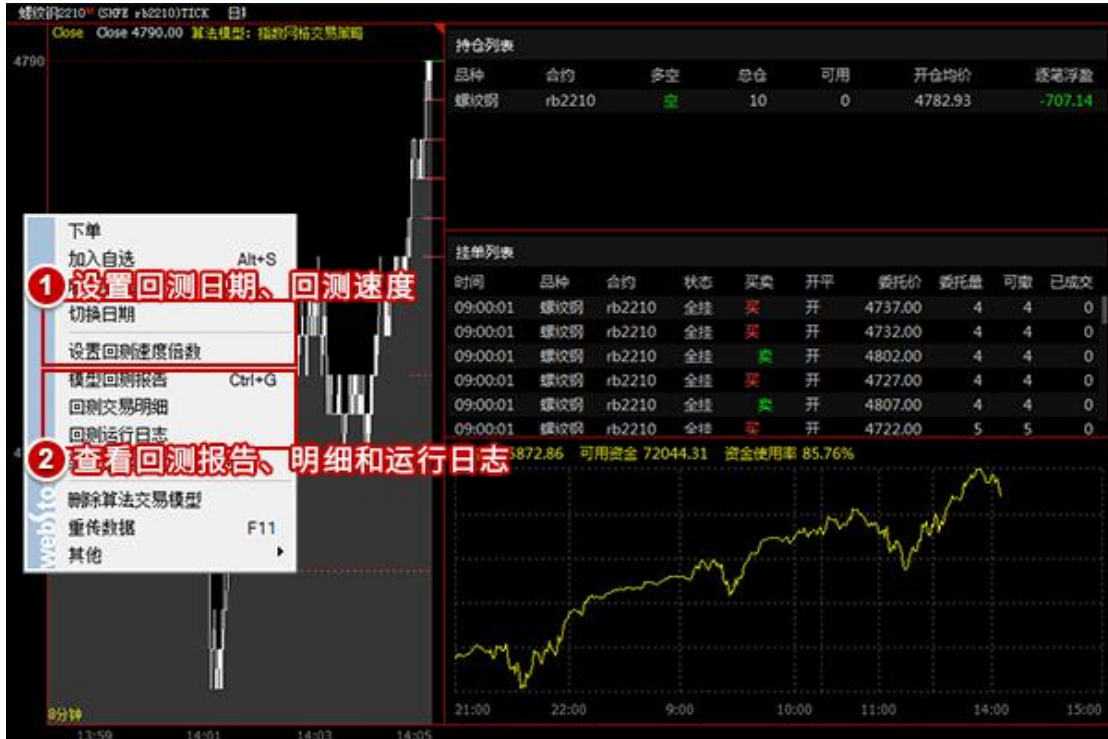 螺纹钢2210 (SHFE rb2210)TICK
Close Close 4790.00 算法模型：指数网格交易策略
4790
持仓列表
品种 合约 多空 总仓 可用 开仓均价 逐笔浮盈
螺纹钢 rb2210 空 10 0 4782.93 -707.14
下单
加入自选 Alt+S
1 设置回测日期、回测速度
切换日期
设置回测速度倍数
模型回测报告 Ctrl+G
回测交易明细
回测运行日志
2 查看回测报告、明细和运行日志
删除算法交易模型
重传数据 F11
其他
websto
挂单列表
时间 品种 合约 状态 买卖 开平 委托价 委托量 可撤 已成交
09:00:01 螺纹钢 rb2210 全挂 买 开 4737.00 4 4 0
09:00:01 螺纹钢 rb2210 全挂 买 开 4732.00 4 4 0
09:00:01 螺纹钢 rb2210 全挂 卖 开 4802.00 4 4 0
09:00:01 螺纹钢 rb2210 全挂 买 开 4727.00 4 4 0
09:00:01 螺纹钢 rb2210 全挂 卖 开 4807.00 4 4 0
09:00:01 螺纹钢 rb2210 全挂 买 开 4722.00 5 5 0
872.86 可用资金 72044.31 资金使用率 85.76%
21:00 22:00 9:00 10:00 11:00 14:00 15:00
8分钟
13:59 14:01 14:03 14:05